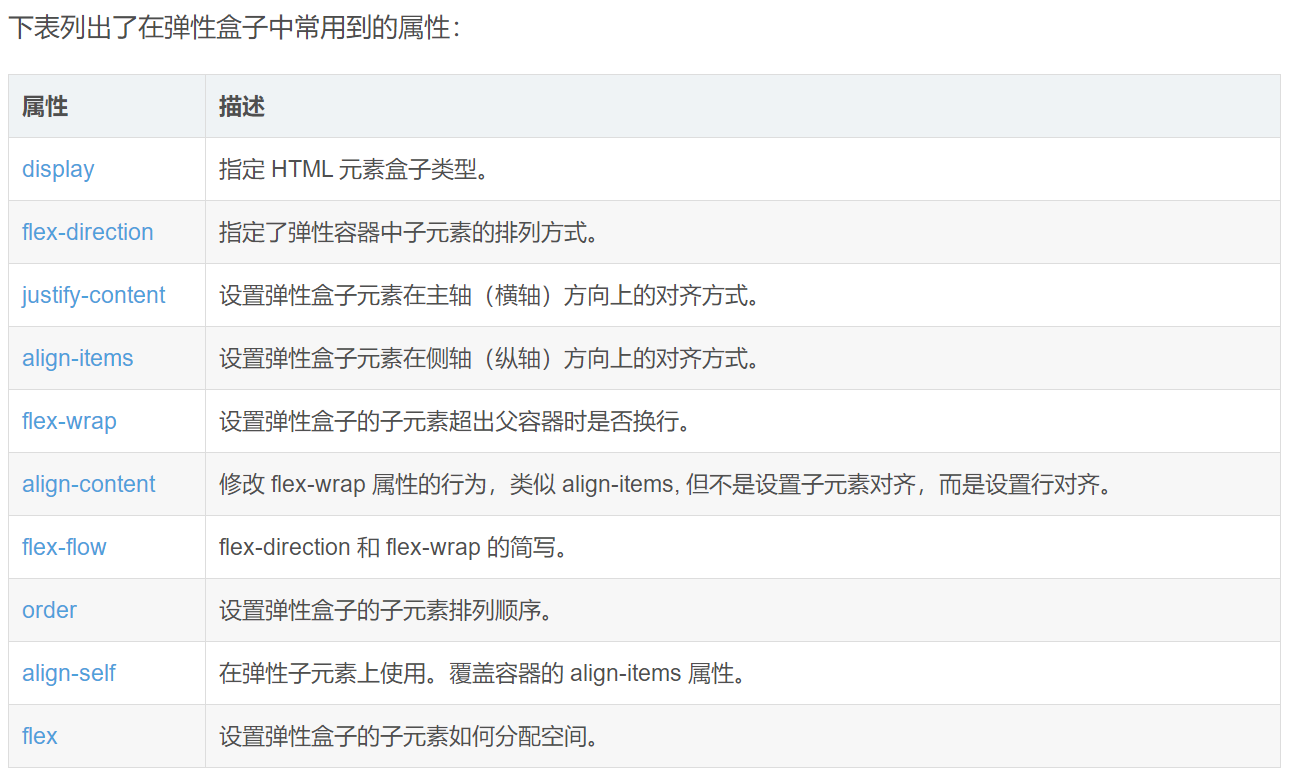 下表列出了在弹性盒子中常用到的属性：
属性 描述
display 指定 HTML 元素盒子类型。
flex-direction 指定了弹性容器中子元素的排列方式。
justify-content 设置弹性盒子元素在主轴（横轴）方向上的对齐方式。
align-items 设置弹性盒子元素在侧轴（纵轴）方向上的对齐方式。
flex-wrap 设置弹性盒子的子元素超出父容器时是否换行。
align-content 修改 flex-wrap 属性的行为，类似 align-items, 但不是设置子元素对齐，而是设置行对齐。
flex-flow flex-direction 和 flex-wrap 的简写。
order 设置弹性盒子的子元素排列顺序。
align-self 在弹性子元素上使用。覆盖容器的 align-items 属性。
flex 设置弹性盒子的子元素如何分配空间。